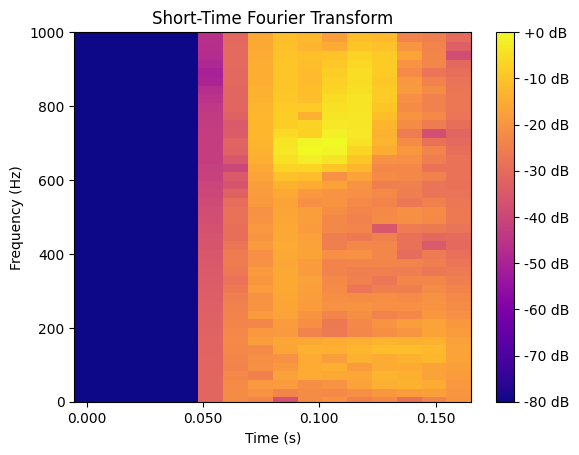 Short-Time Fourier Transform
1000
800
600
400
200
0
Frequency (Hz)
0.000
0.050
0.100
0.150
Time (s)
+0 dB
-10 dB
-20 dB
-30 dB
-40 dB
-50 dB
-60 dB
-70 dB
-80 dB